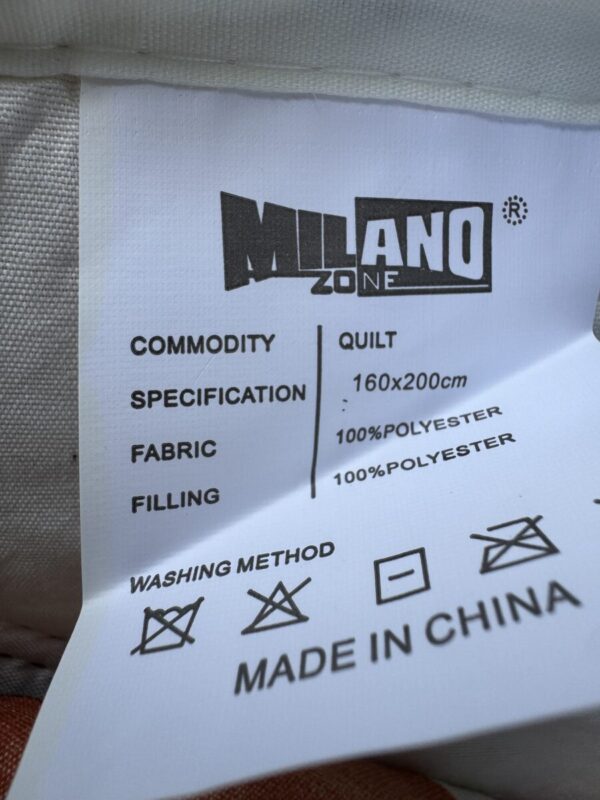 MILANO ®
ZONE
COMMODITY QUILT
SPECIFICATION 160x200cm
FABRIC 100%POLYESTER
FILLING 100%POLYESTER
WASHING METHOD
MADE IN CHINA